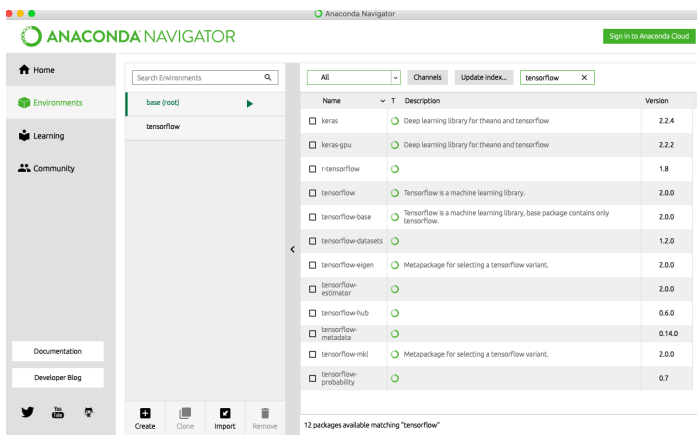 Anaconda Navigator
ANACONDA NAVIGATOR
Sign in to Anaconda Cloud
Home
Environments
Learning
Community
Documentation
Developer Blog
You
Tube
Search Environments
base (root)
tensorflow
Create Clone Import Remove
All Channels Update index... tensorflow X
Name T Description Version
keras Deep learning library for theano and tensorflow 2.2.4
keras-gpu Deep learning library for theano and tensorflow 2.2.2
r-tensorflow 1.8
tensorflow Tensorflow is a machine learning library. 2.0.0
tensorflow-base Tensorflow is a machine learning library, base package contains only 2.0.0
tensorflow.
tensorflow-datasets 1.2.0
tensorflow-eigen Metapackage for selecting a tensorflow variant. 2.0.0
tensorflow-
estimator 2.0.0
tensorflow-hub 0.6.0
tensorflow-
metadata 0.14.0
tensorflow-mkl Metapackage for selecting a tensorflow variant. 2.0.0
tensorflow-
probability 0.7
12 packages available matching "tensorflow"